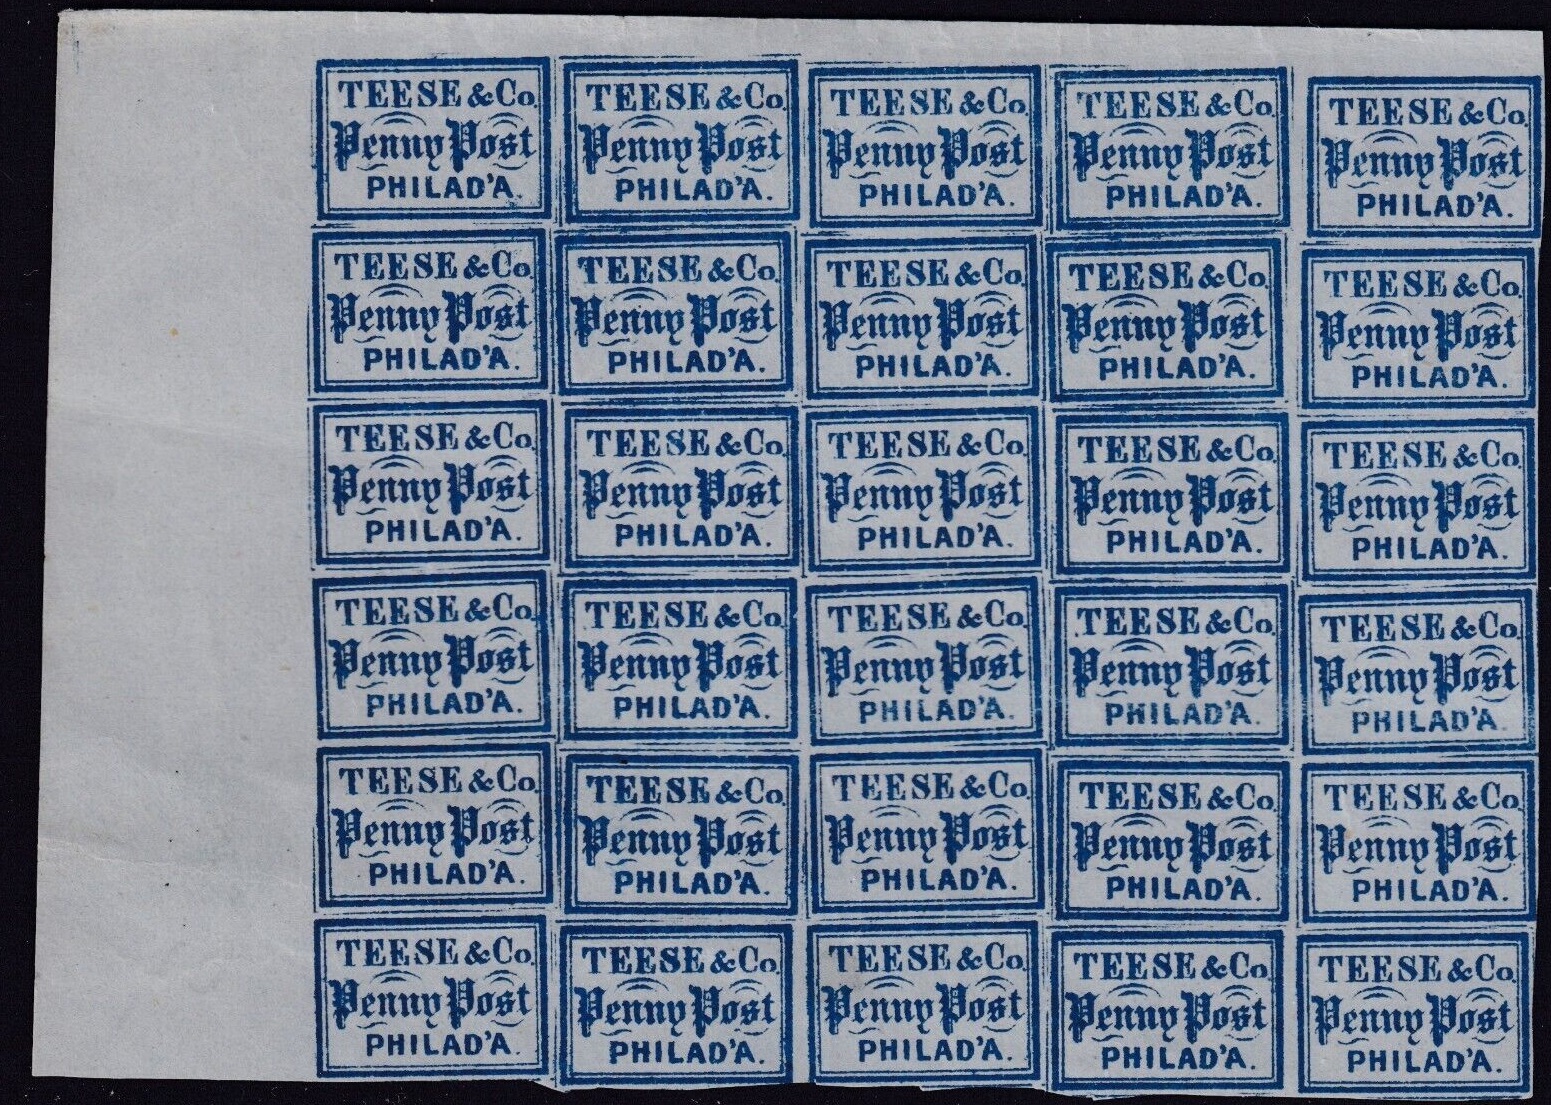 TEESE & Co.
Penny Post
PHILAD'A.
TEESE & Co.
Penny Post
PHILAD'A.
TEESE & Co.
Penny Post
PHILAD'A.
TEESE & Co.
Penny Post
PHILAD'A.
TEESE & Co.
Penny Post
PHILAD'A.
TEESE & Co.
Penny Post
PHILAD'A.
TEESE & Co.
Penny Post
PHILAD'A.
TEESE & Co.
Penny Post
PHILAD'A.
TEESE & Co.
Penny Post
PHILAD'A.
TEESE & Co.
Penny Post
PHILAD'A.
TEESE & Co.
Penny Post
PHILAD'A.
TEESE & Co.
Penny Post
PHILAD'A.
TEESE & Co.
Penny Post
PHILAD'A.
TEESE & Co.
Penny Post
PHILAD'A.
TEESE & Co.
Penny Post
PHILAD'A.
TEESE & Co.
Penny Post
PHILAD'A.
TEESE & Co.
Penny Post
PHILAD'A.
TEESE & Co.
Penny Post
PHILAD'A.
TEESE & Co.
Penny Post
PHILAD'A.
TEESE & Co.
Penny Post
PHILAD'A.
TEESE & Co.
Penny Post
PHILAD'A.
TEESE & Co.
Penny Post
PHILAD'A.
TEESE & Co.
Penny Post
PHILAD'A.
TEESE & Co.
Penny Post
PHILAD'A.
TEESE & Co.
Penny Post
PHILAD'A.
TEESE & Co.
Penny Post
PHILAD'A.
TEESE & Co.
Penny Post
PHILAD'A.
TEESE & Co.
Penny Post
PHILAD'A.
TEESE & Co.
Penny Post
PHILAD'A.
TEESE & Co.
Penny Post
PHILAD'A.